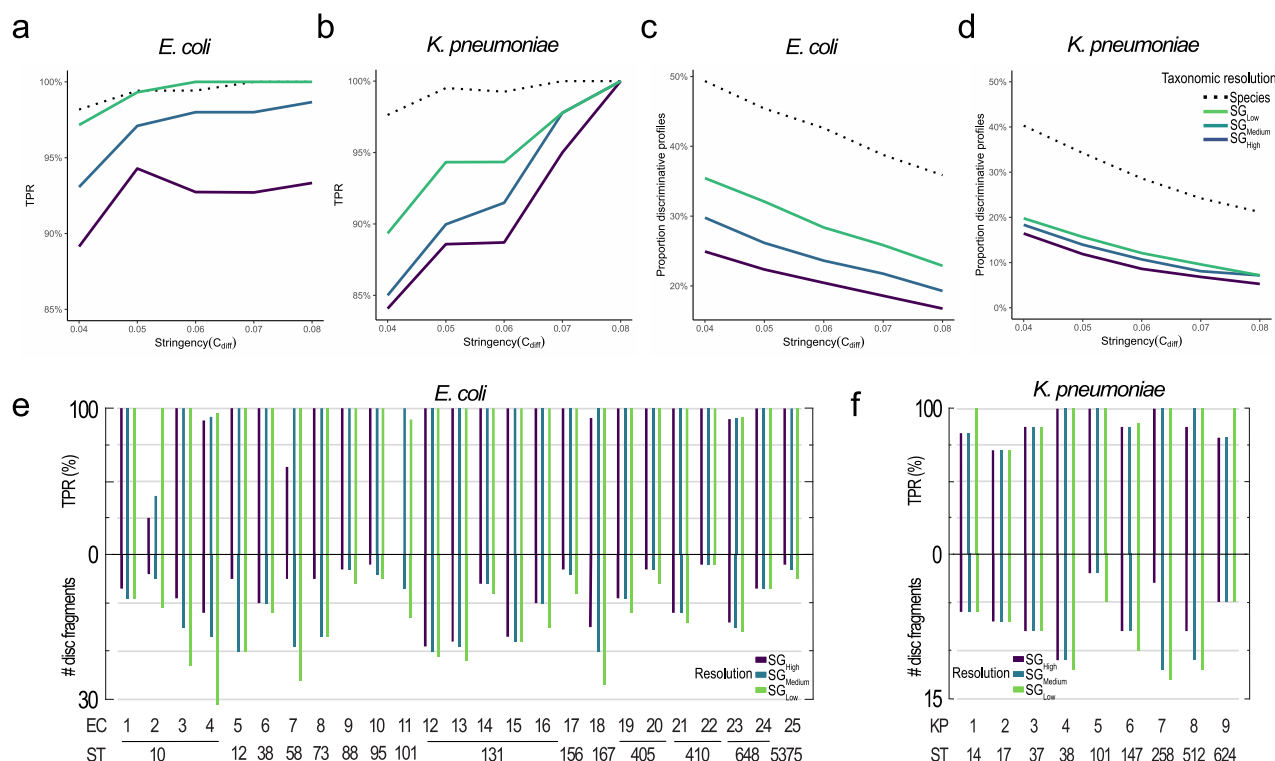 a
E. coli
b
K. pneumoniae
c
E. coli
d
K. pneumoniae
TPR
100%
95%
90%
85%
0.04 0.05 0.06 0.07 0.08
Stringency(Cdiff)
TPR
100%
95%
90%
85%
0.04 0.05 0.06 0.07 0.08
Stringency(Cdiff)
Proportion discriminative profiles
50%
40%
30%
20%
0.04 0.05 0.06 0.07 0.08
Stringency(Cdiff)
Proportion discriminative profiles
50%
40%
30%
20%
10%
0%
0.04 0.05 0.06 0.07 0.08
Stringency(Cdiff)
Taxonomic resolution
Species
SGLow
SGMedium
SGHigh
e
E. coli
100
TPR (%)
0
# disc fragments
30
Resolution
SGHigh
SGMedium
SGLow
EC 1 2 3 4 5 6 7 8 9 10 11 12 13 14 15 16 17 18 19 20 21 22 23 24 25
ST 10 12 38 58 73 88 95 101 131 156 167 405 410 648 5375
f
K. pneumoniae
100
TPR (%)
0
# disc fragments
15
Resolution
SGHigh
SGMedium
SGLow
KP 1 2 3 4 5 6 7 8 9
ST 14 17 37 38 101 147 258 512 624